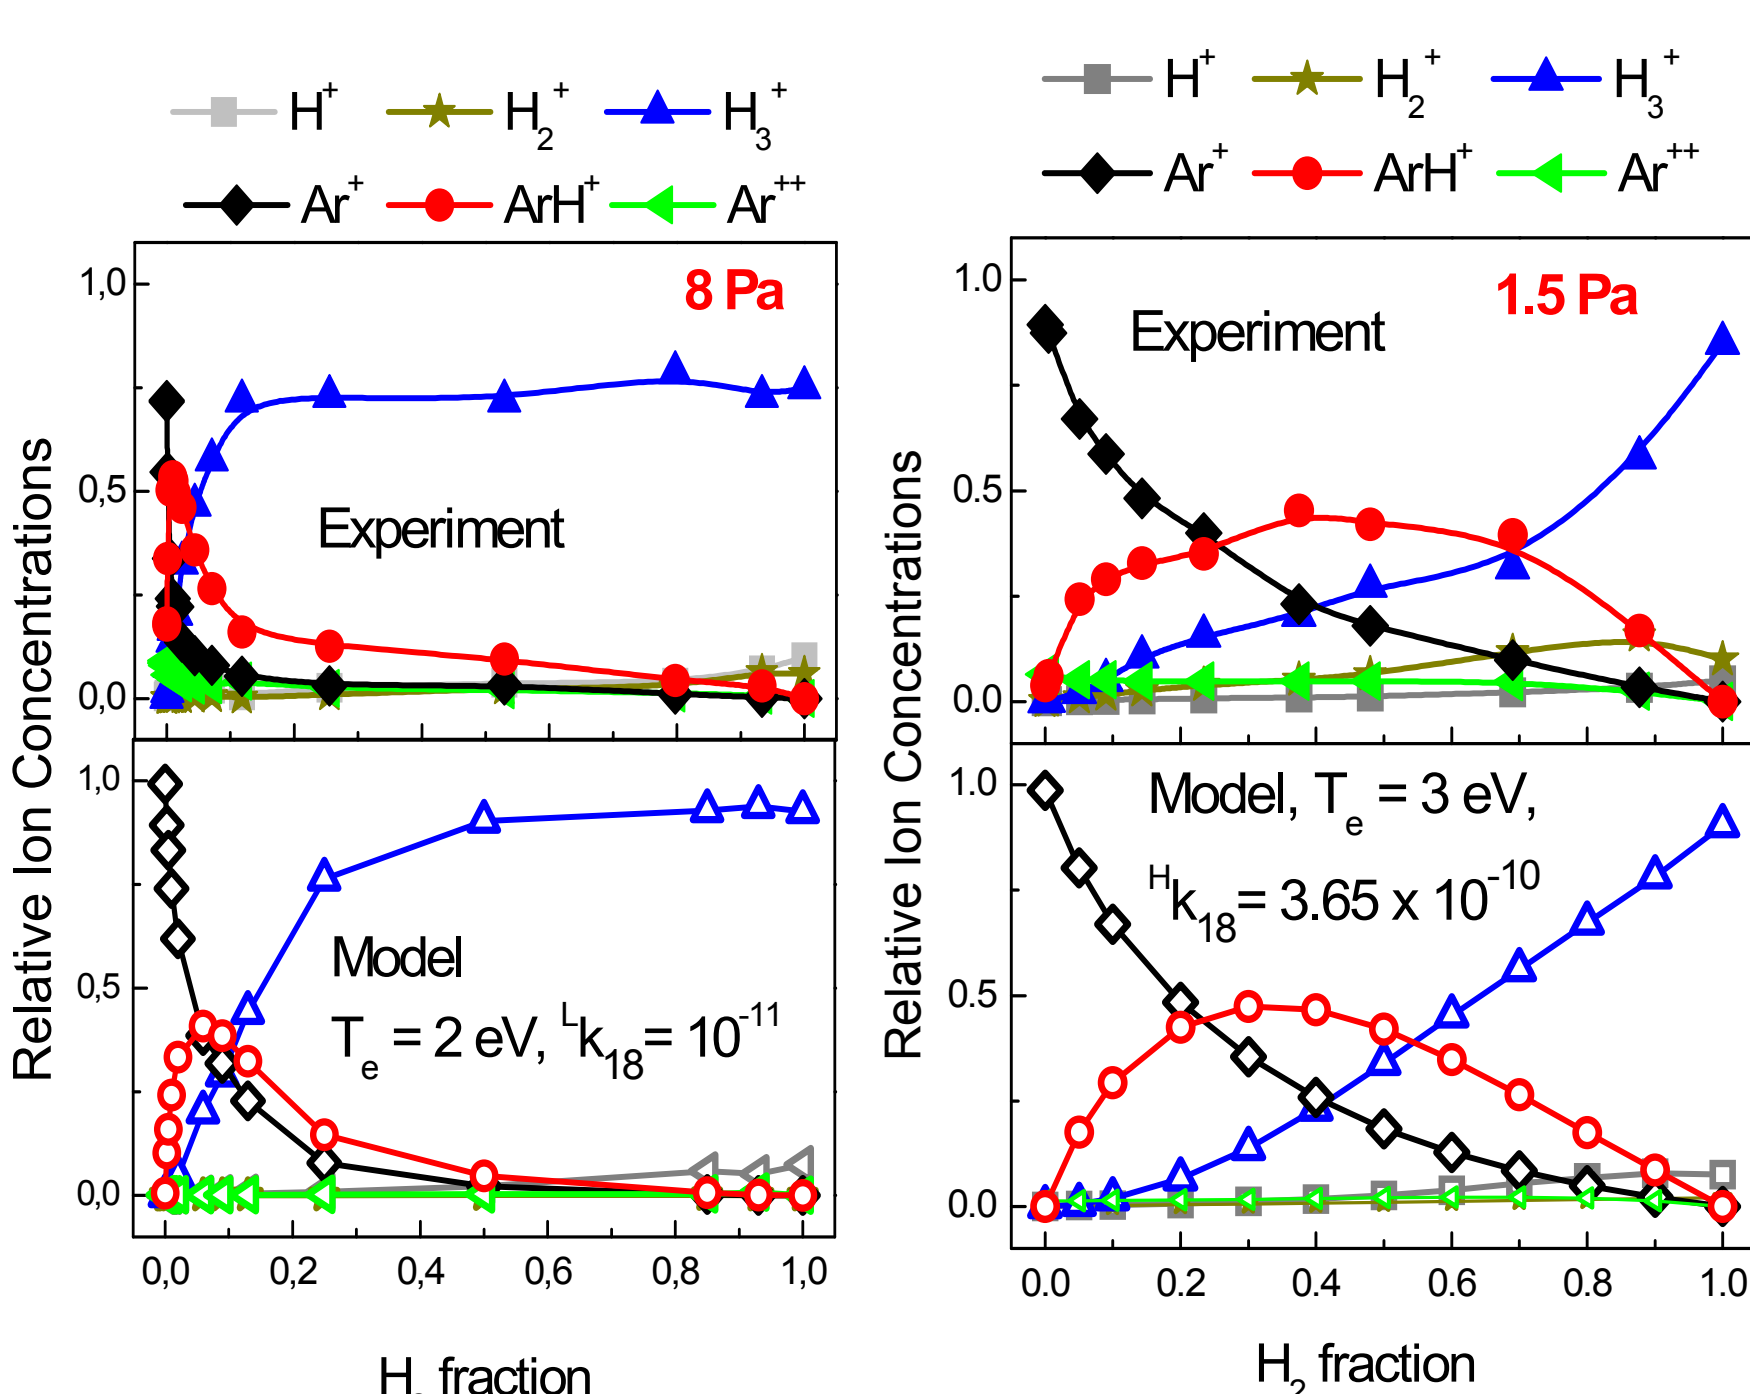 H+ H2+ H3+
Ar+ ArH+ Ar++
8 Pa
Experiment
1,0
0,5
0,0
Model
Te = 2 eV, Lk18= 10-11
1,0
0,5
0,0
0,0 0,2 0,4 0,6 0,8 1,0
Relative Ion Concentrations
H2 fraction
H+ H2+ H3+
Ar+ ArH+ Ar++
1.5 Pa
Experiment
1.0
0.5
0.0
Model, Te = 3 eV,
Hk18= 3.65 x 10-10
1.0
0.5
0.0
0.0 0.2 0.4 0.6 0.8 1.0
Relative Ion Concentrations
H2 fraction